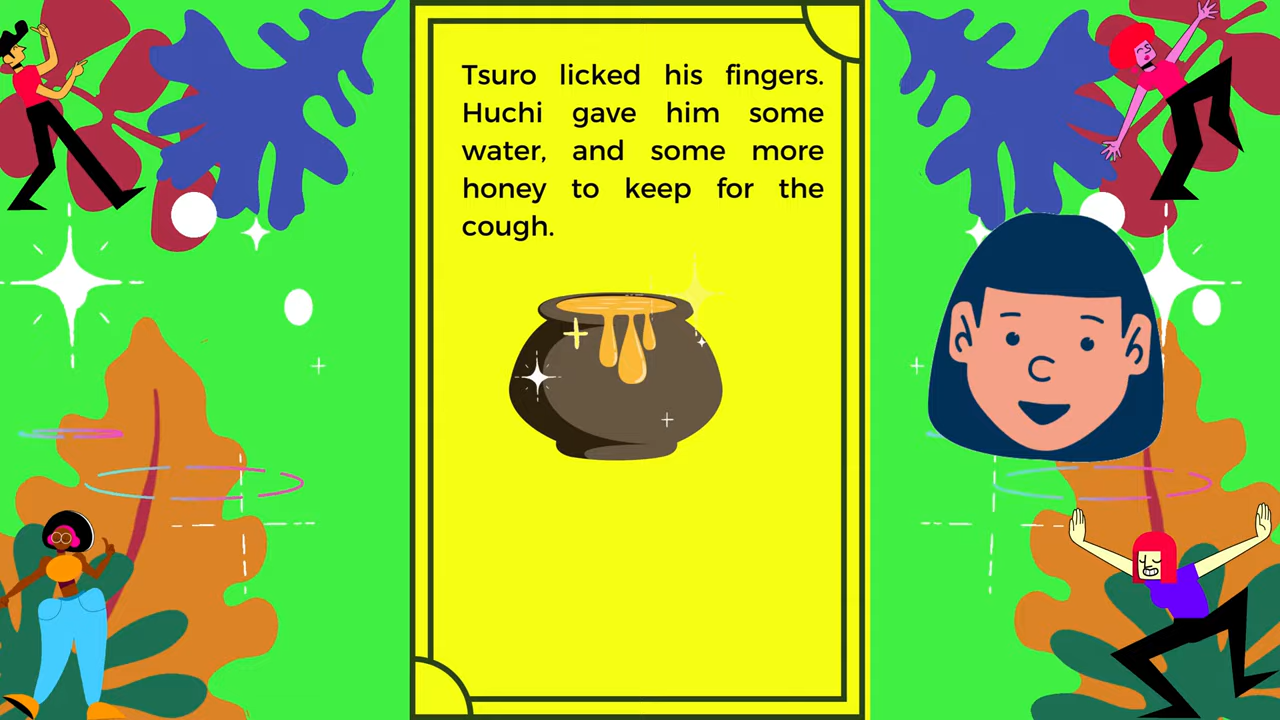 Tsuro licked his fingers.
Huchi gave him some
water, and some more
honey to keep for the
cough.